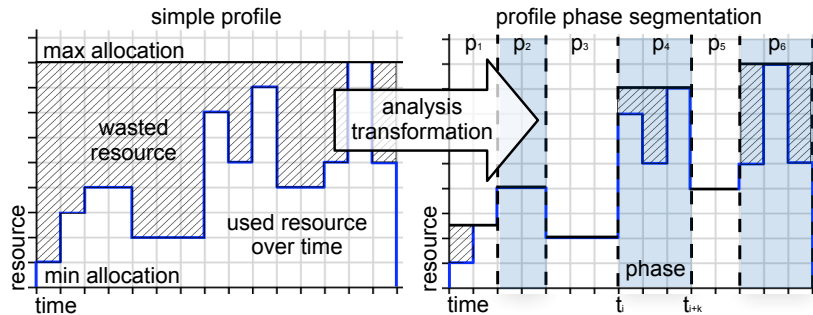 simple profile
max allocation
wasted
resource
used resource
over time
min allocation
resource
time
analysis
transformation
profile phase segmentation
p₁ p₂ p₃ p₄ p₅ p₆
phase
resource
time tᵢ tᵢ₊ₖ